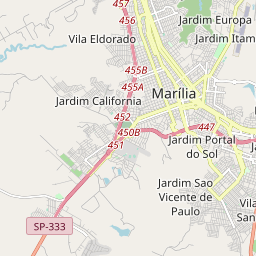 457
456
Jardim Europa
Vila Eldorado
Jardim Itam
455B
455A
Marília
Jardim California
452
450B
447
451
Jardim Portal
do Sol
Jardim Sao
Vicente de
Paulo
Vila
San
SP-333